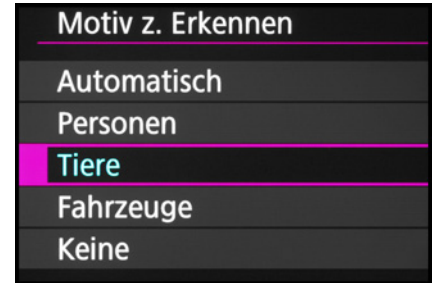 Motiv z. Erkennen
Automatisch
Personen
Tiere
Fahrzeuge
Keine